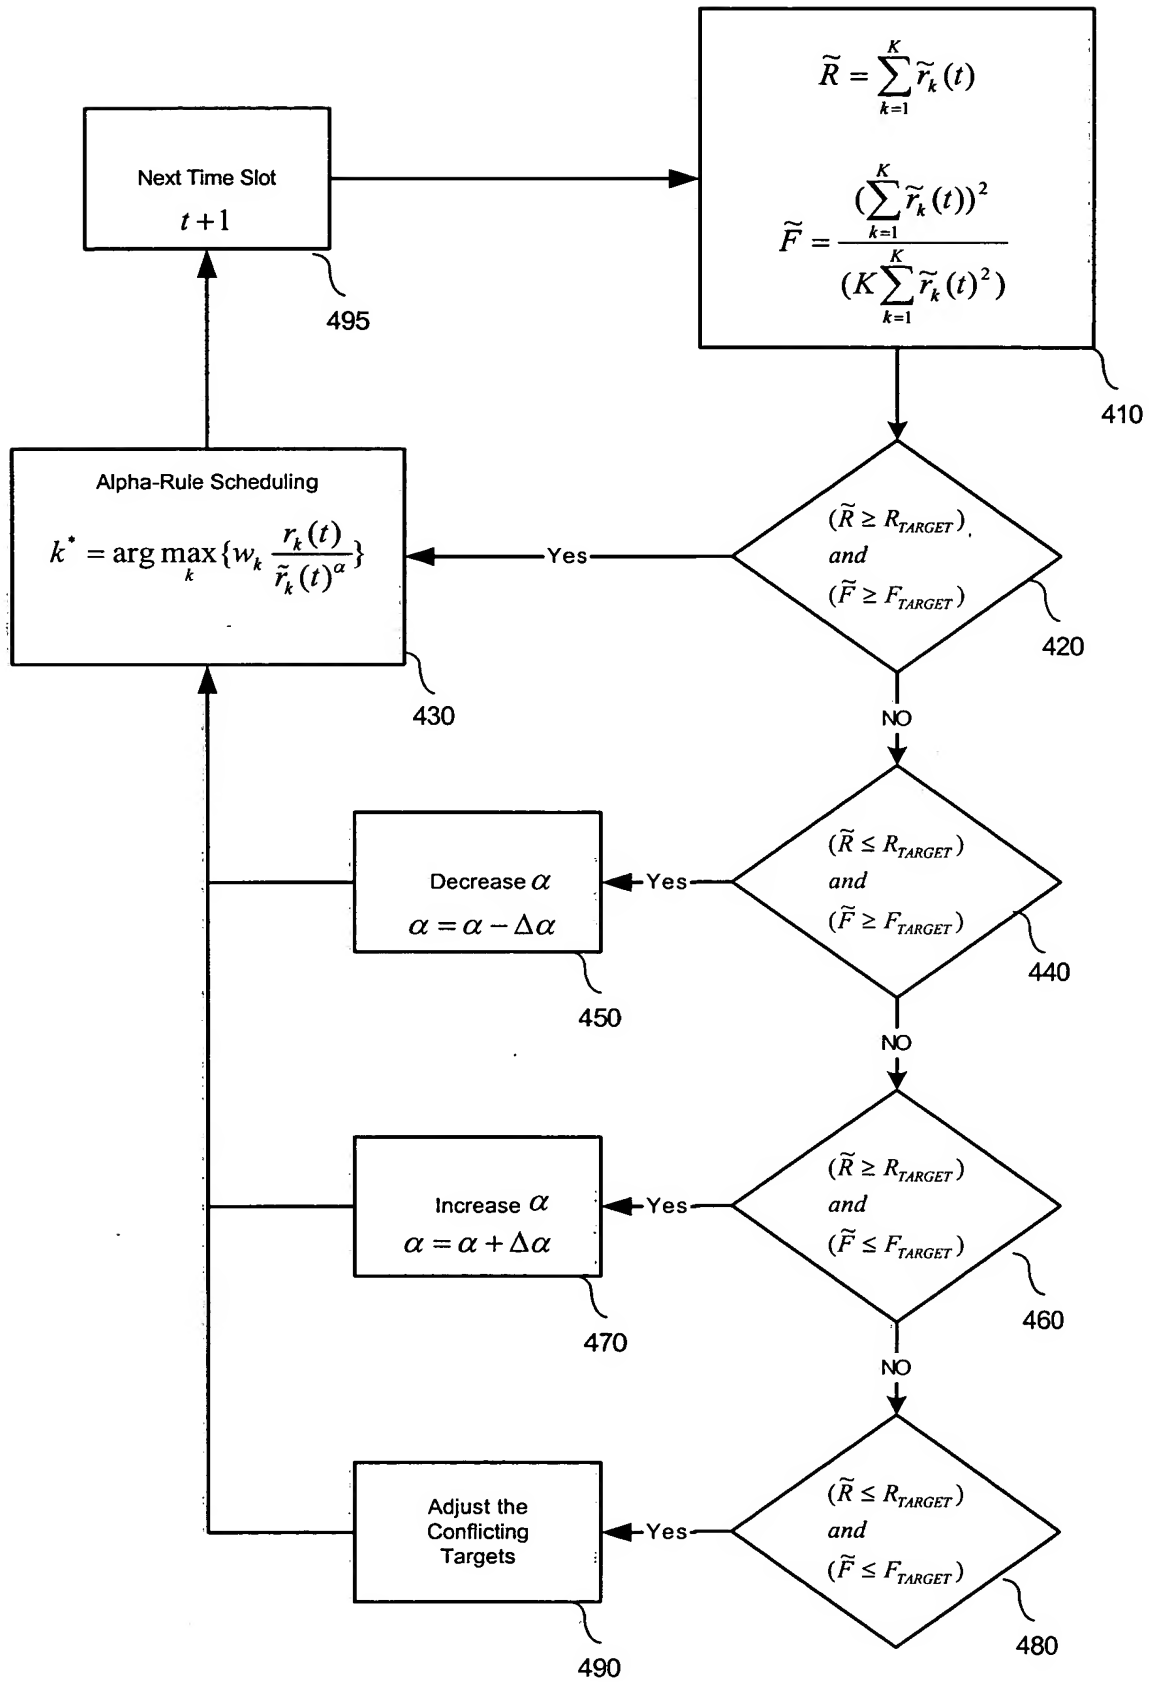 R̃ = ∑_{k=1}^{K} r̃_k(t)
F̃ = (∑_{k=1}^{K} r̃_k(t))² / (K∑_{k=1}^{K} r̃_k(t)²)
410
Next Time Slot
t+1
495
Alpha-Rule Scheduling
k* = arg max_k {w_k r_k(t) / r̃_k(t)^α}
430
Yes
(R̃ ≥ R_TARGET)
and
(F̃ ≥ F_TARGET)
420
NO
(R̃ ≤ R_TARGET)
and
(F̃ ≥ F_TARGET)
440
Yes
Decrease α
α = α − Δα
450
NO
(R̃ ≥ R_TARGET)
and
(F̃ ≤ F_TARGET)
460
Yes
Increase α
α = α + Δα
470
NO
(R̃ ≤ R_TARGET)
and
(F̃ ≤ F_TARGET)
480
Yes
Adjust the
Conflicting
Targets
490